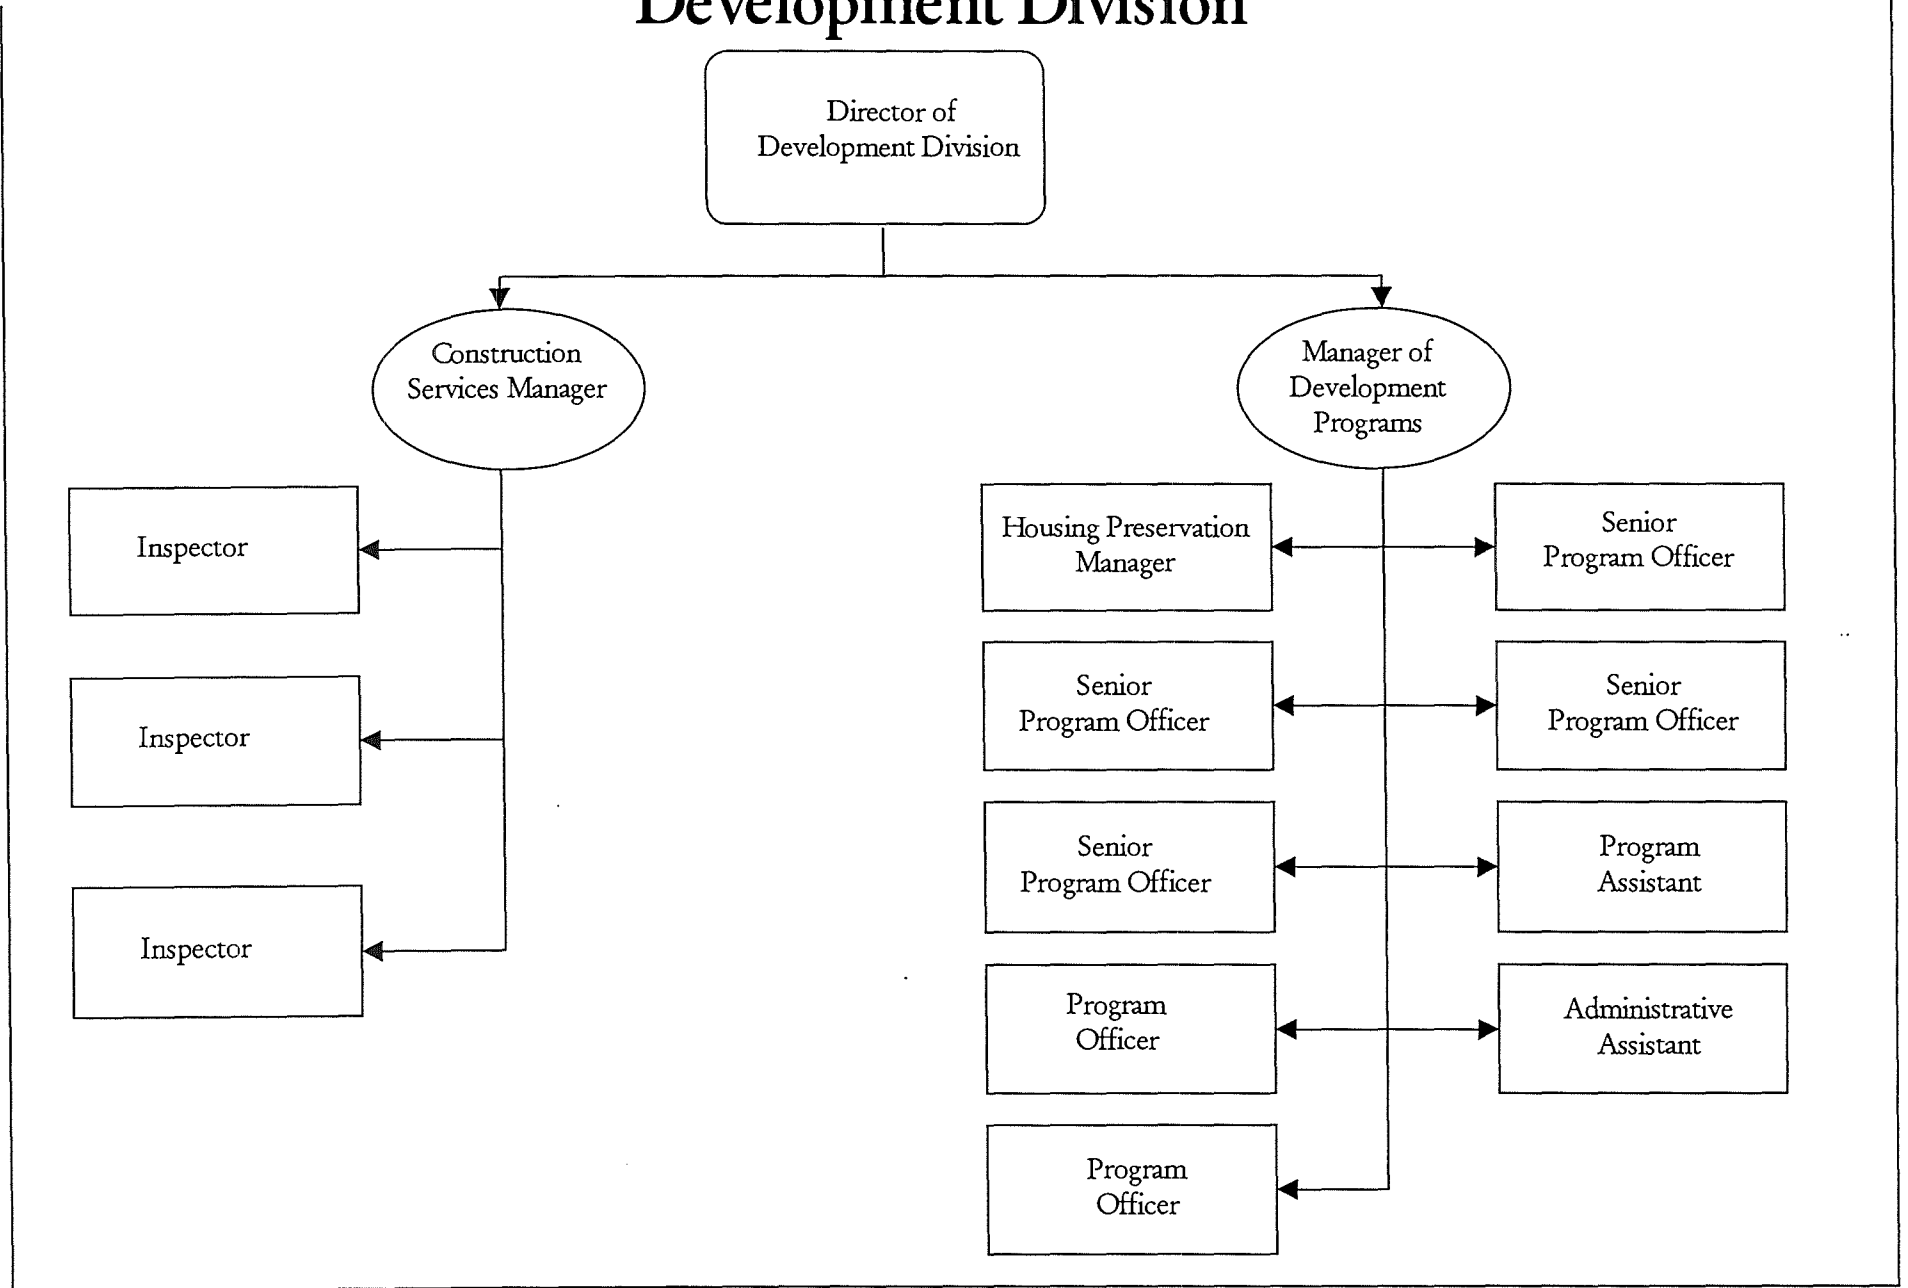 Development Division
Director of
Development Division
Construction
Services Manager
Manager of
Development
Programs
Inspector
Inspector
Inspector
Housing Preservation
Manager
Senior
Program Officer
Senior
Program Officer
Senior
Program Officer
Senior
Program Officer
Program
Assistant
Program
Officer
Administrative
Assistant
Program
Officer